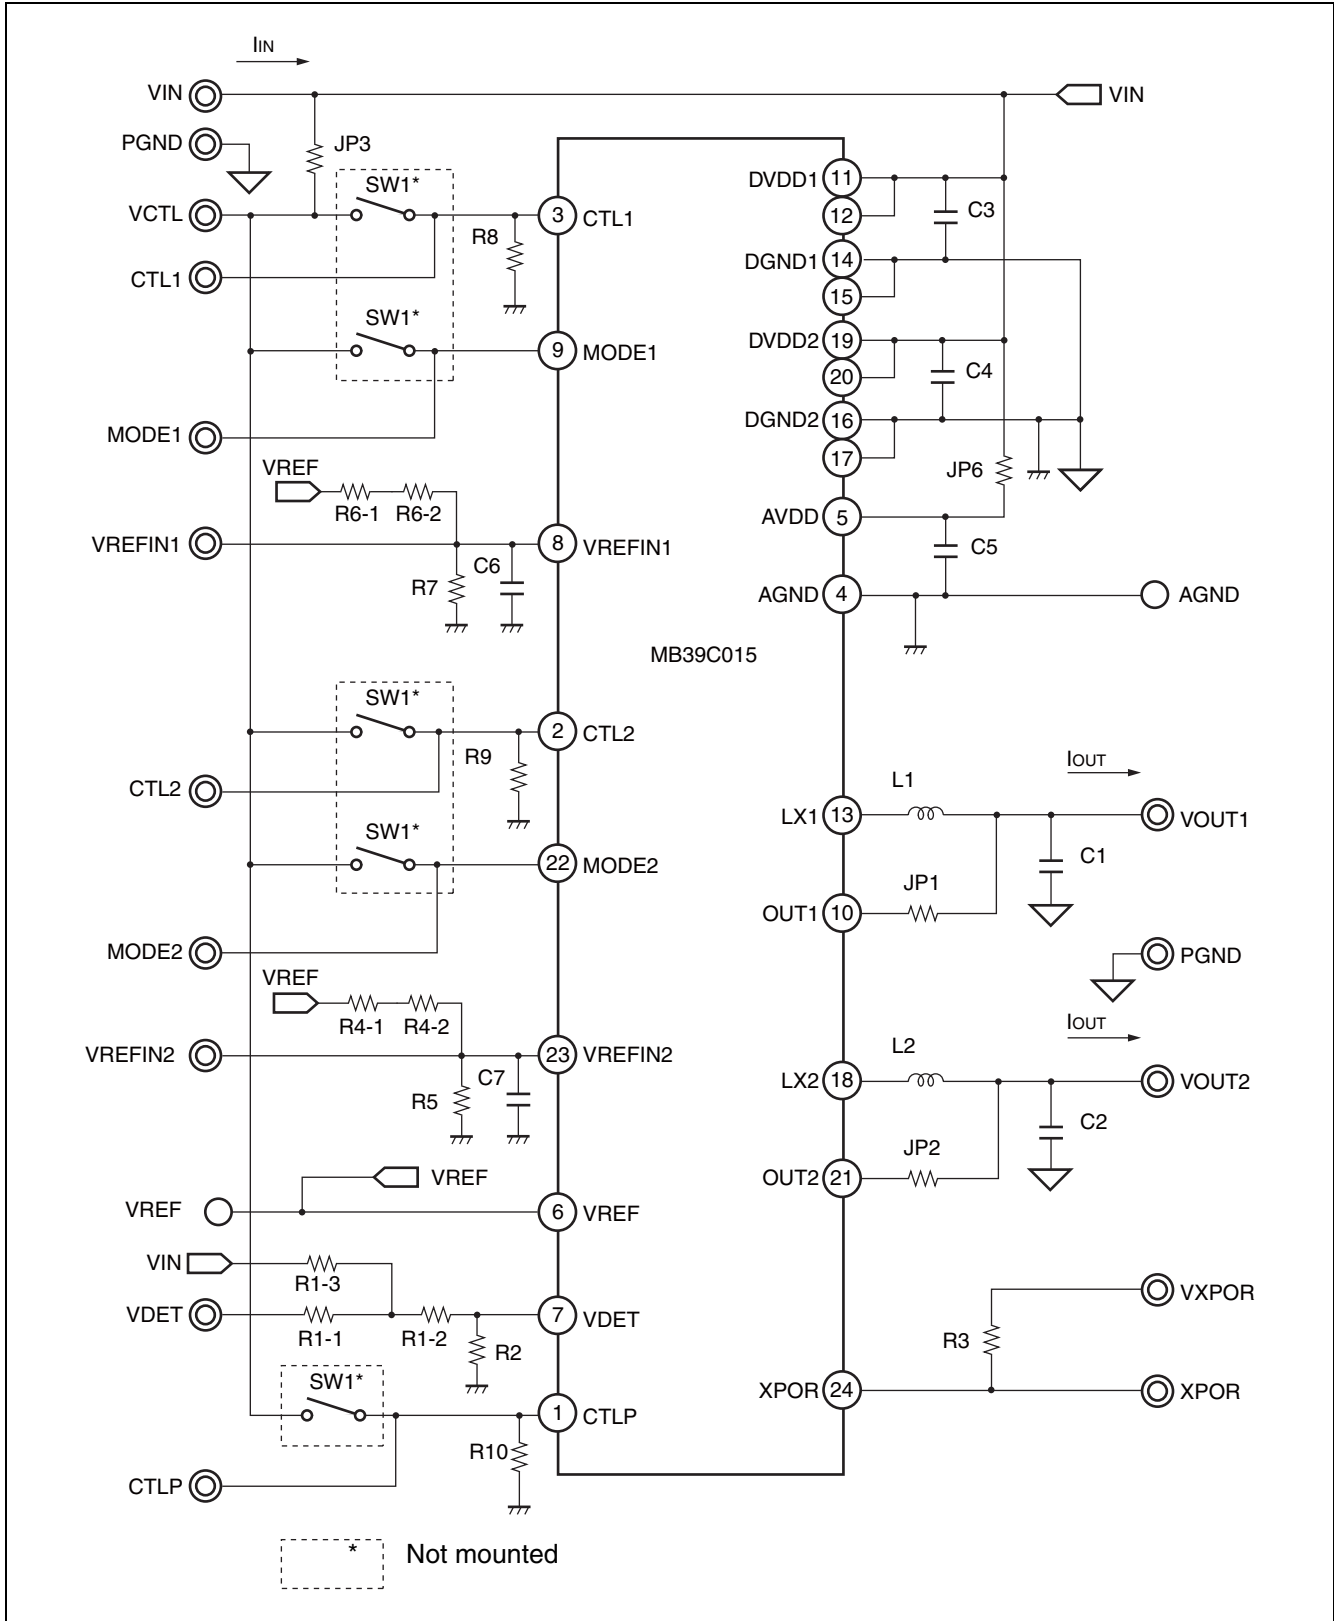 IIN
VIN
VIN
PGND
JP3
SW1*
DVDD1 11
VCTL
3 CTL1
12
C3
R8
CTL1
DGND1 14
15
SW1*
9 MODE1
DVDD2 19
20
C4
MODE1
DGND2 16
17
VREF
JP6
R6-1 R6-2
AVDD 5
VREFIN1
8 VREFIN1
C5
C6
R7
AGND 4
AGND
MB39C015
SW1*
2 CTL2
R9
IOUT
CTL2
L1
LX1 13
VOUT1
SW1*
C1
22 MODE2
JP1
OUT1 10
MODE2
PGND
VREF
R4-1 R4-2
IOUT
VREFIN2
23 VREFIN2
L2
C7
LX2 18
VOUT2
R5
C2
JP2
VREF
OUT2 21
VREF
6 VREF
VIN
R1-3
VXPOR
VDET
7 VDET
R1-1 R1-2
R2
R3
SW1*
XPOR 24
XPOR
1 CTLP
R10
CTLP
* Not mounted